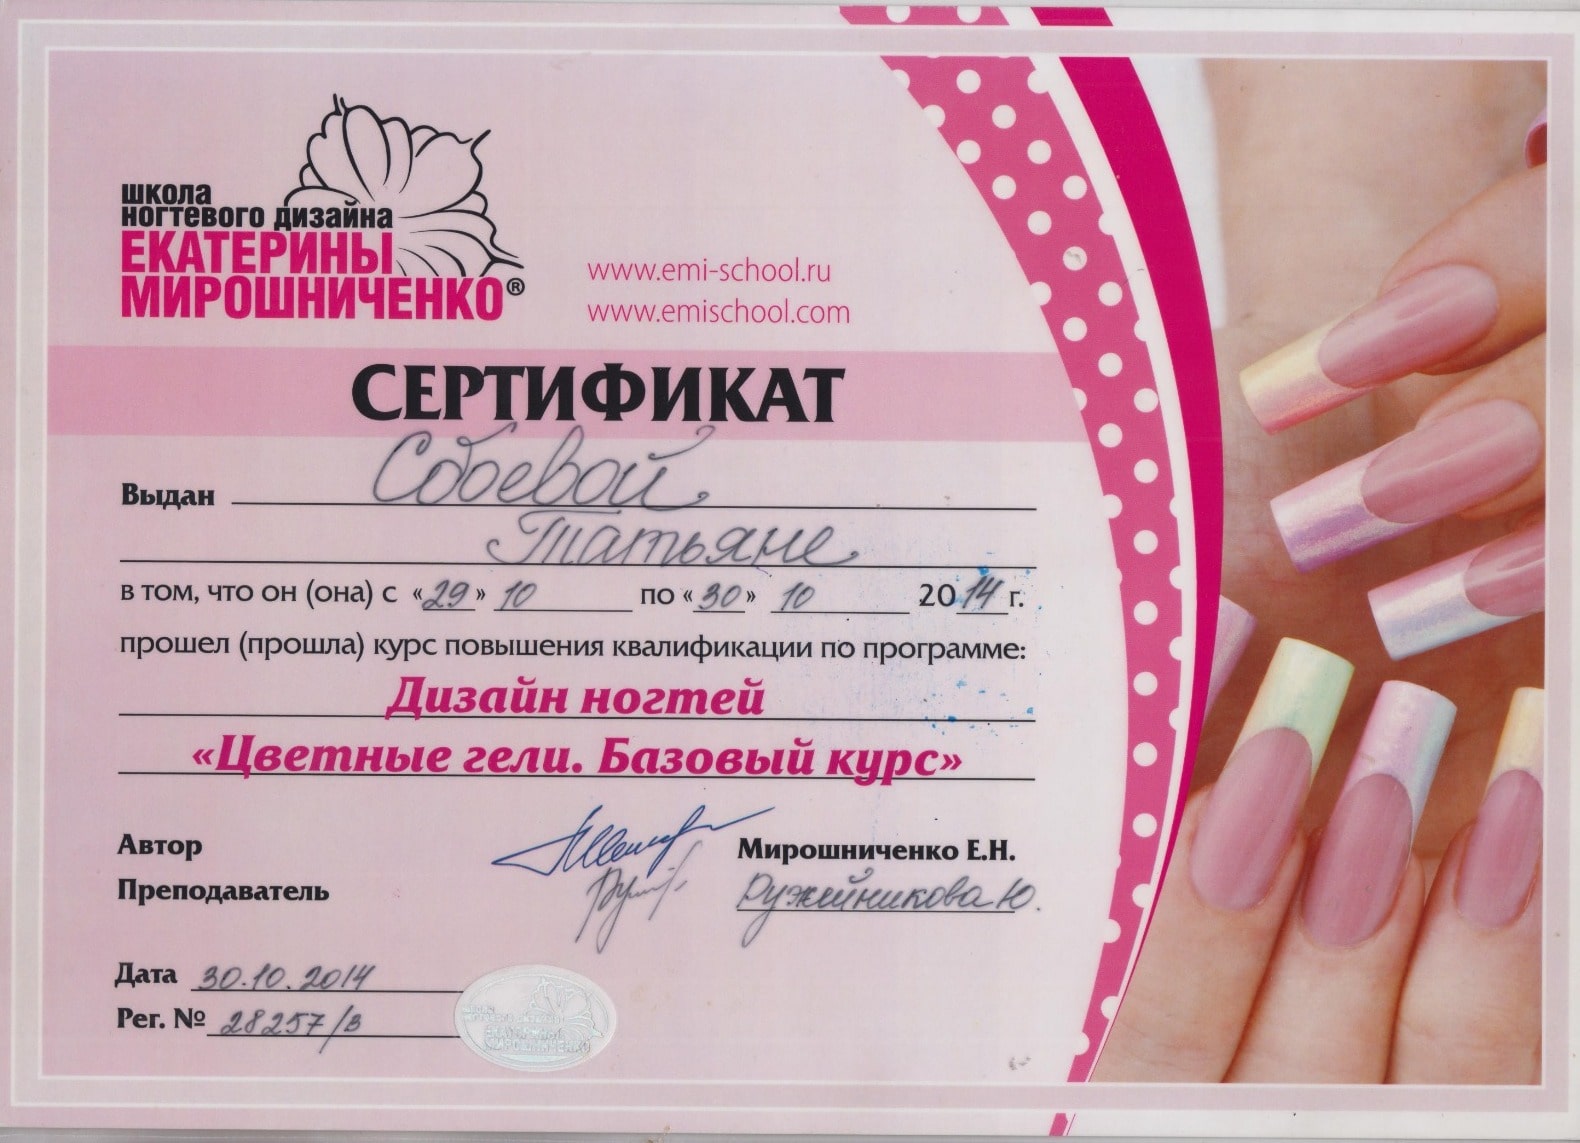 школа
ногтевого дизайна
ЕКАТЕРИНЫ
МИРОШНИЧЕНКО®
www.emi-school.ru
www.emischool.com
СЕРТИФИКАТ
Выдан Сбоевой
Татьяне
в том, что он (она) с «29» 10 по «30» 10 2014 г.
прошел (прошла) курс повышения квалификации по программе:
Дизайн ногтей
«Цветные гели. Базовый курс»
Автор Мирошниченко Е.Н.
Преподаватель Ружейникова Ю.
Дата 30.10.2014
Рег. № 28257/в